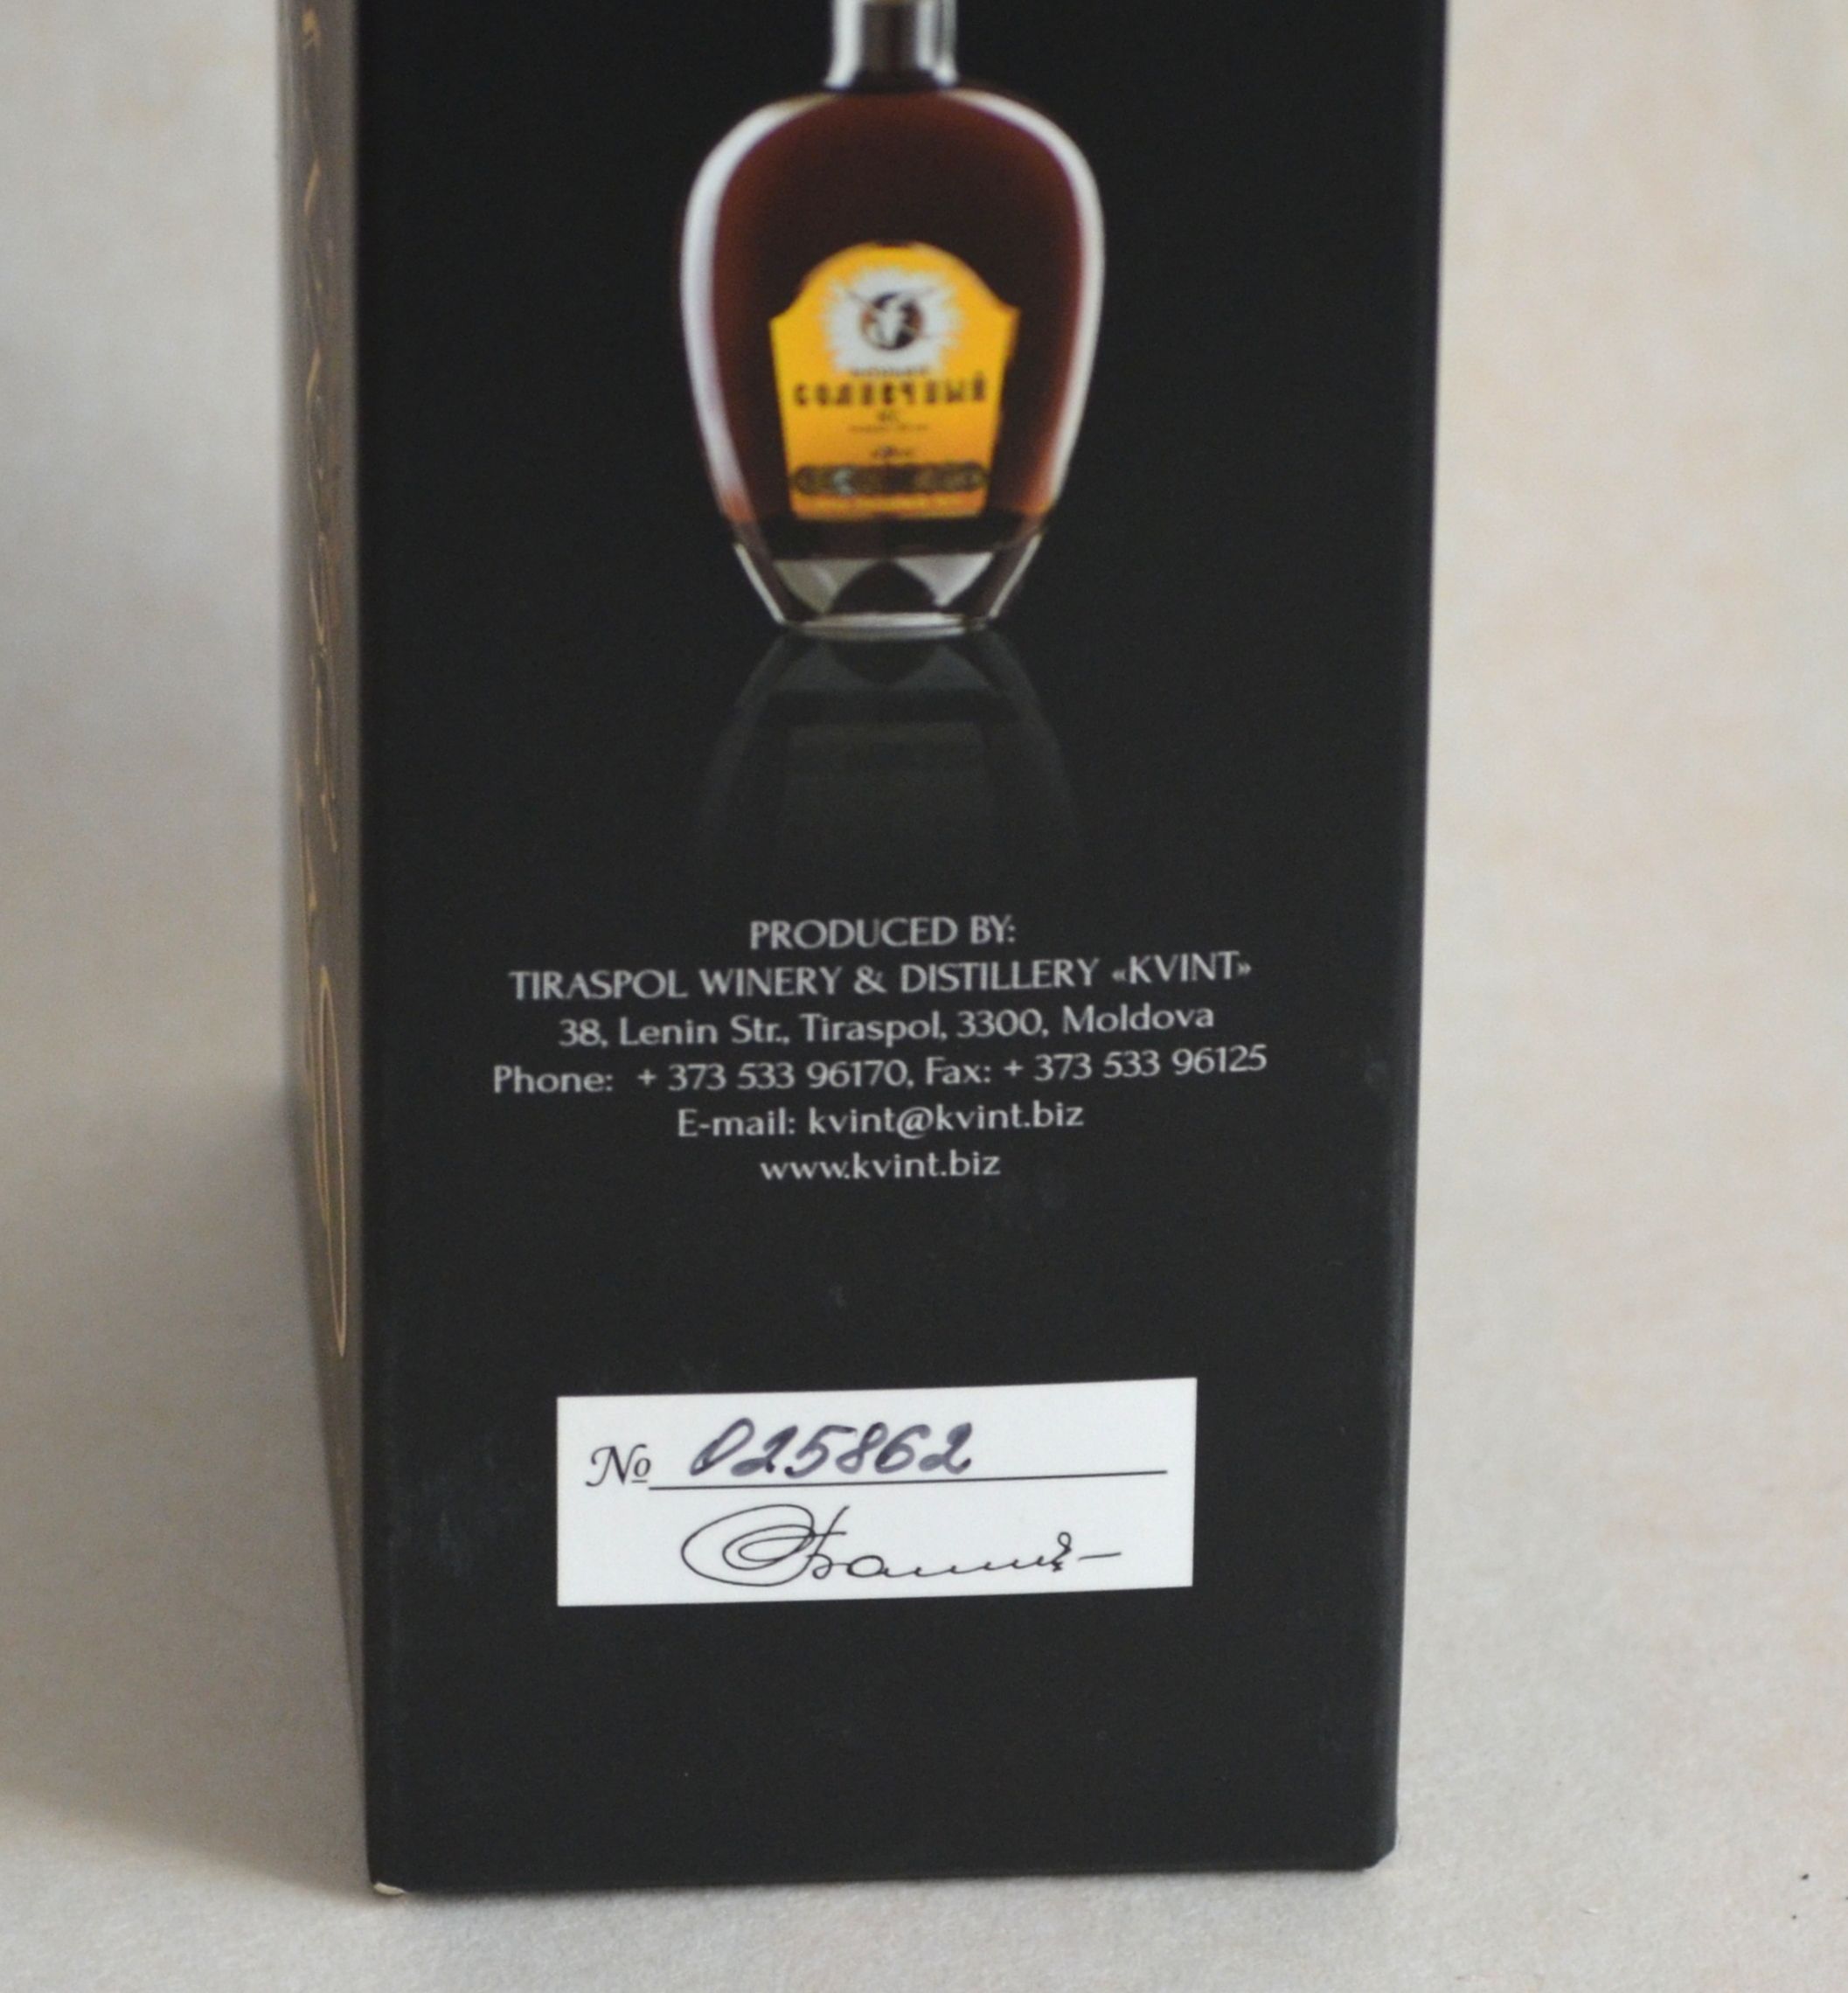 СОЛНЕЧНЫЙ
PRODUCED BY:
TIRASPOL WINERY & DISTILLERY «KVINT»
38, Lenin Str., Tiraspol, 3300, Moldova
Phone: + 373 533 96170, Fax: + 373 533 96125
E-mail: kvint@kvint.biz
www.kvint.biz
№ 025862